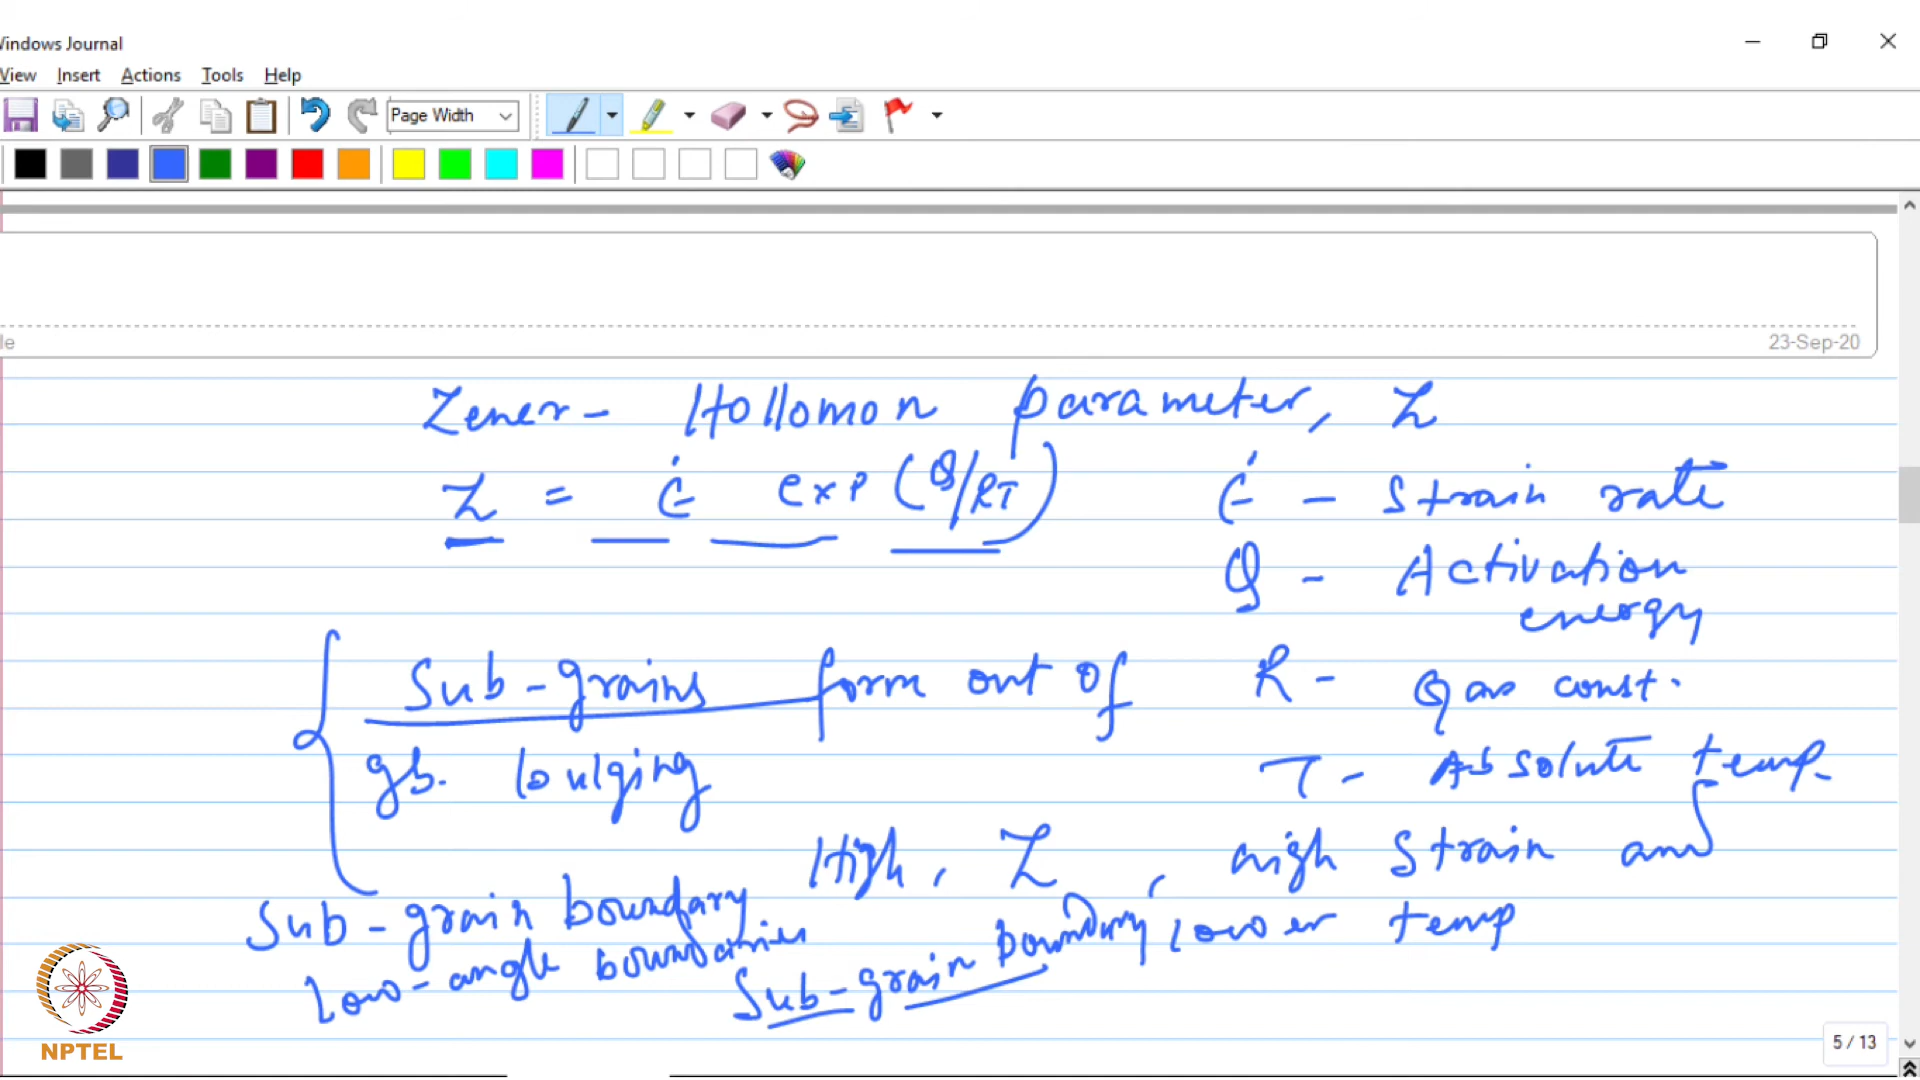 Windows Journal
View Insert Actions Tools Help
Page Width
le
23-Sep-20
Zener - Hollomon parameter, Z
Z = ε̇ exp (Q/RT)
ε̇ - Strain rate
Q - Activation
energy
Sub-grains form out of
gb. bulging
R - Gas const.
T - Absolute temp.
High, Z, high strain and
lower temp
Sub-grain boundary
low-angle boundaries
Sub-grain boundary
NPTEL
5 / 13